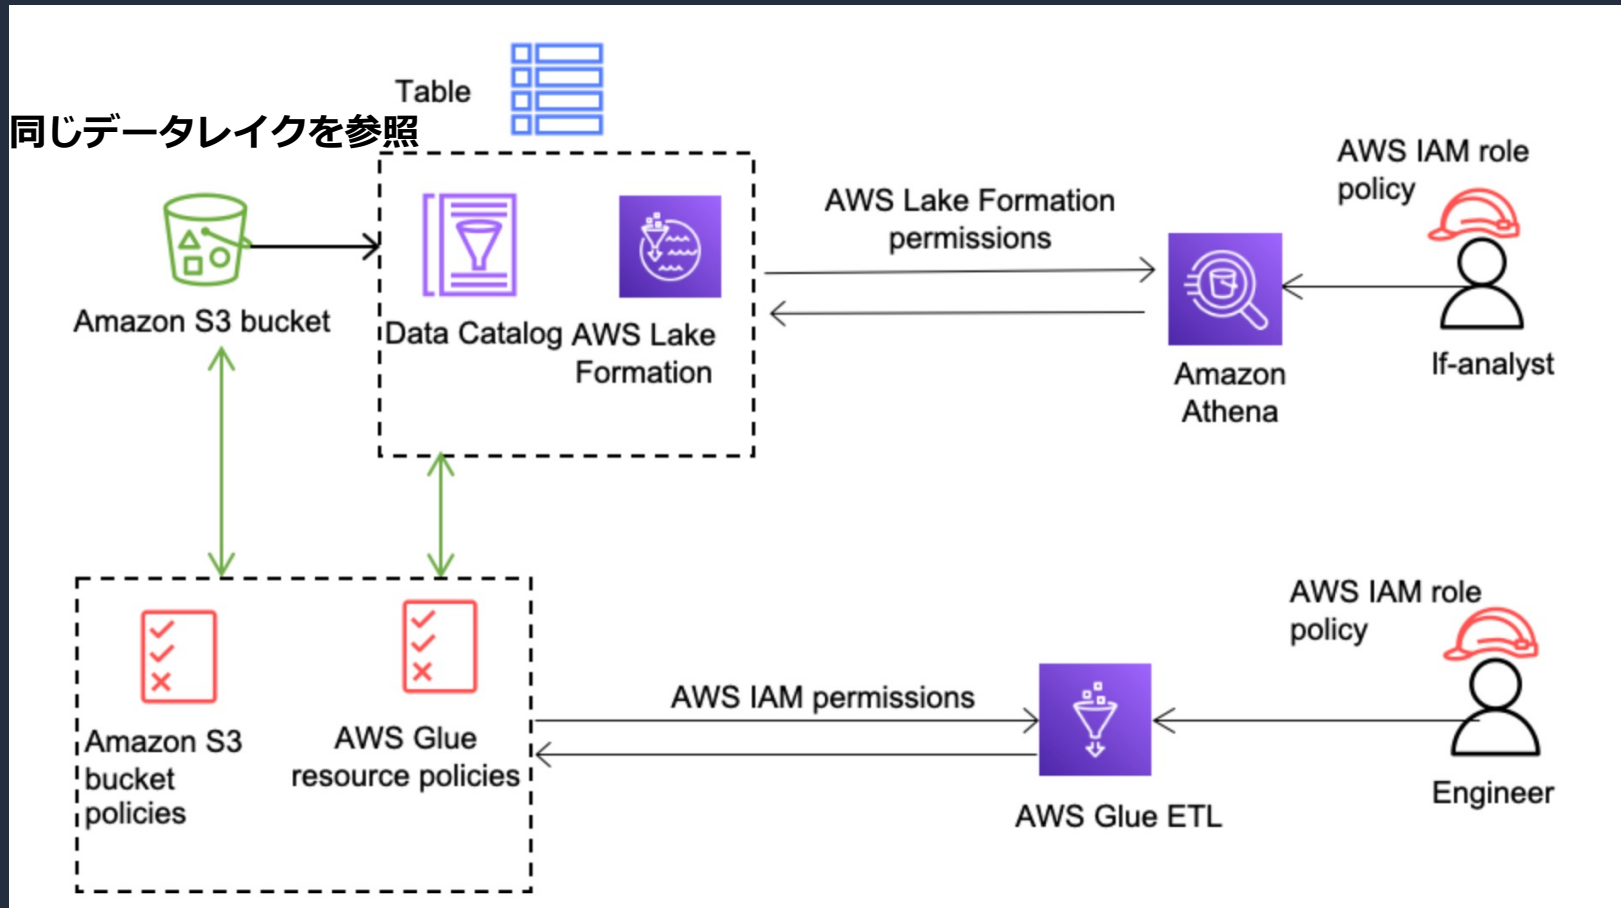 Table
同じデータレイクを参照
AWS IAM role
policy
AWS Lake Formation
permissions
Amazon S3 bucket
Data Catalog
AWS Lake
Formation
Amazon
Athena
lf-analyst
AWS IAM role
policy
AWS IAM permissions
Amazon S3
bucket
policies
AWS Glue
resource policies
AWS Glue ETL
Engineer